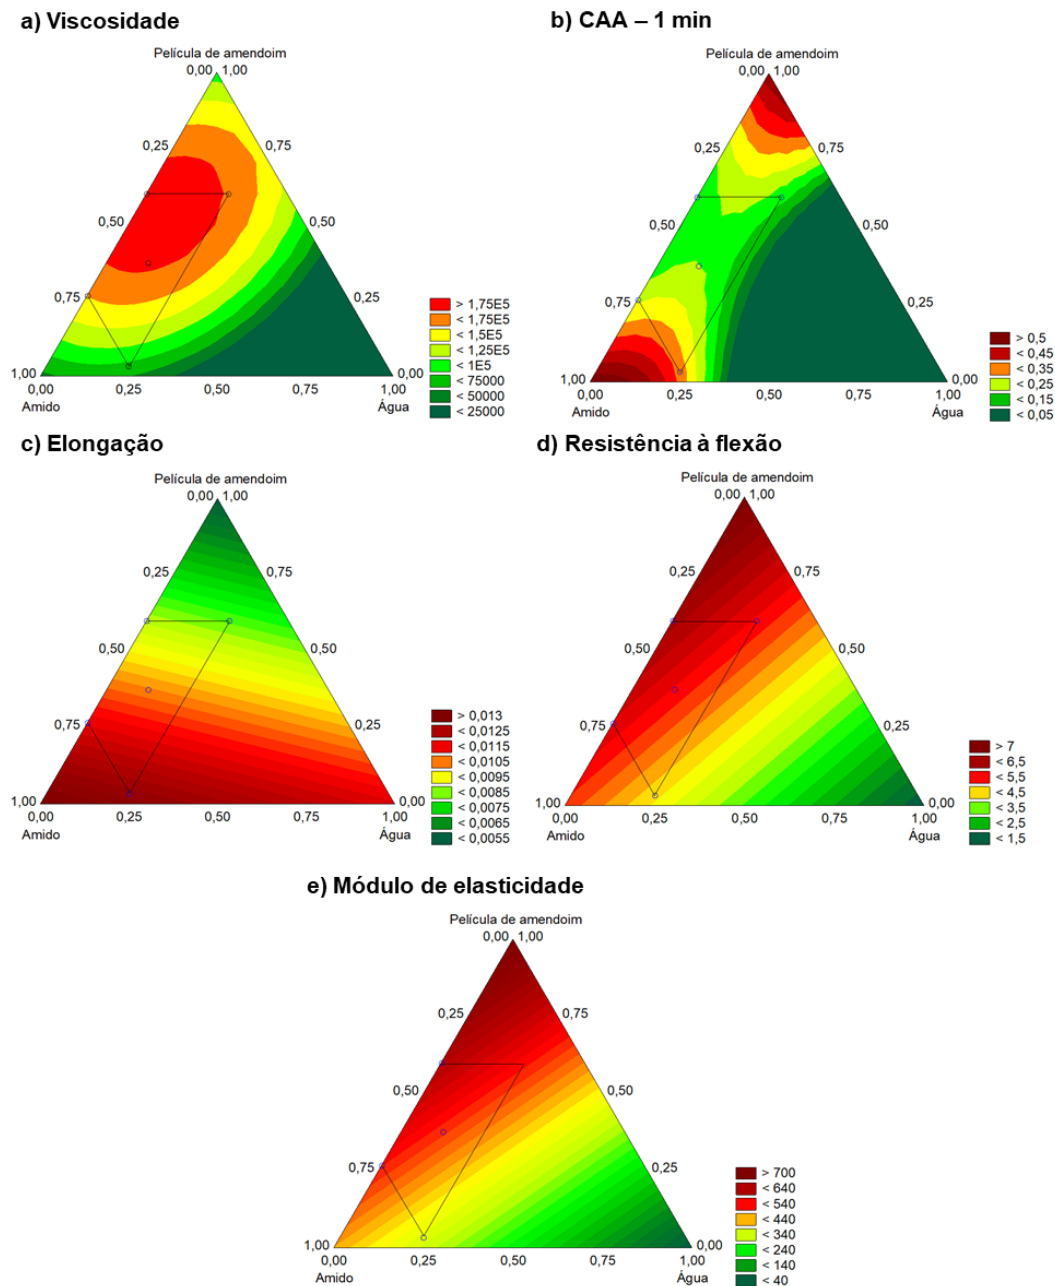 a) Viscosidade
Película de amendoim
0,00 1,00
0,25 0,75
0,50 0,50
0,75 0,25
1,00 0,00
0,00 0,25 0,50 0,75 1,00
Amido Água
> 1,75E5
< 1,75E5
< 1,5E5
< 1,25E5
< 1E5
< 75000
< 50000
< 25000
b) CAA – 1 min
Película de amendoim
0,00 1,00
0,25 0,75
0,50 0,50
0,75 0,25
1,00 0,00
0,00 0,25 0,50 0,75 1,00
Amido Água
> 0,5
< 0,45
< 0,35
< 0,25
< 0,15
< 0,05
c) Elongação
Película de amendoim
0,00 1,00
0,25 0,75
0,50 0,50
0,75 0,25
1,00 0,00
0,00 0,25 0,50 0,75 1,00
Amido Água
> 0,013
< 0,0125
< 0,0115
< 0,0105
< 0,0095
< 0,0085
< 0,0075
< 0,0065
< 0,0055
d) Resistência à flexão
Película de amendoim
0,00 1,00
0,25 0,75
0,50 0,50
0,75 0,25
1,00 0,00
0,00 0,25 0,50 0,75 1,00
Amido Água
> 7
< 6,5
< 5,5
< 4,5
< 3,5
< 2,5
< 1,5
e) Módulo de elasticidade
Película de amendoim
0,00 1,00
0,25 0,75
0,50 0,50
0,75 0,25
1,00 0,00
0,00 0,25 0,50 0,75 1,00
Amido Água
> 700
< 640
< 540
< 440
< 340
< 240
< 140
< 40